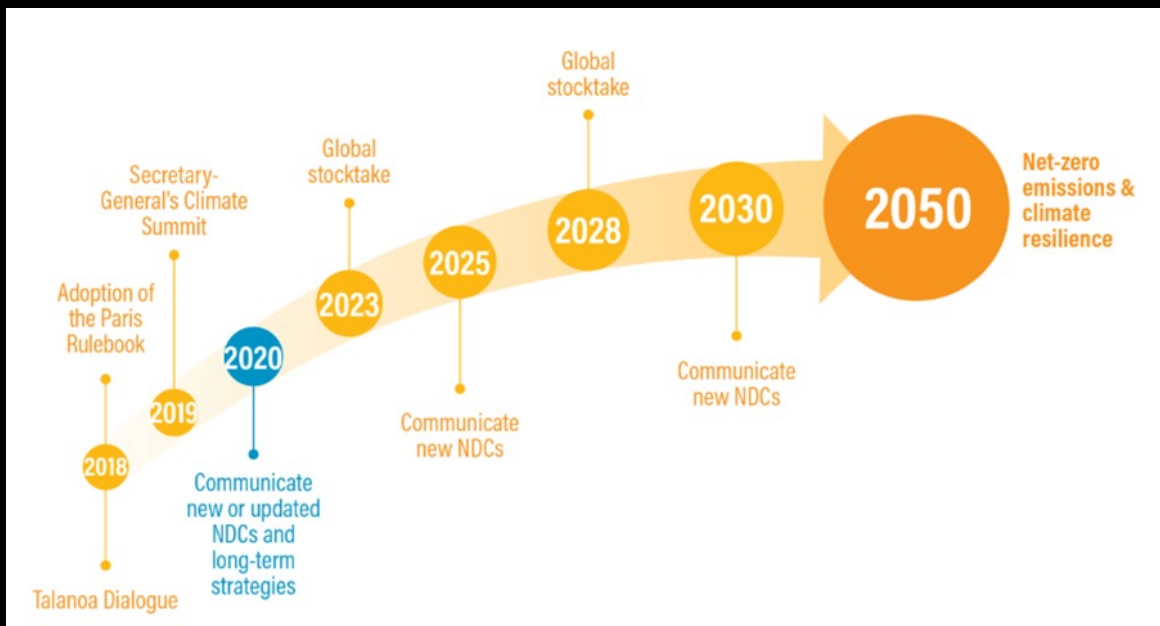 Adoption of
the Paris
Rulebook
2018
Talanoa Dialogue
Secretary-
General's Climate
Summit
2019
2020
Communicate
new or updated
NDCs and
long-term
strategies
Global
stocktake
2023
2025
Communicate
new NDCs
Global
stocktake
2028
2030
Communicate
new NDCs
2050
Net-zero
emissions &
climate
resilience